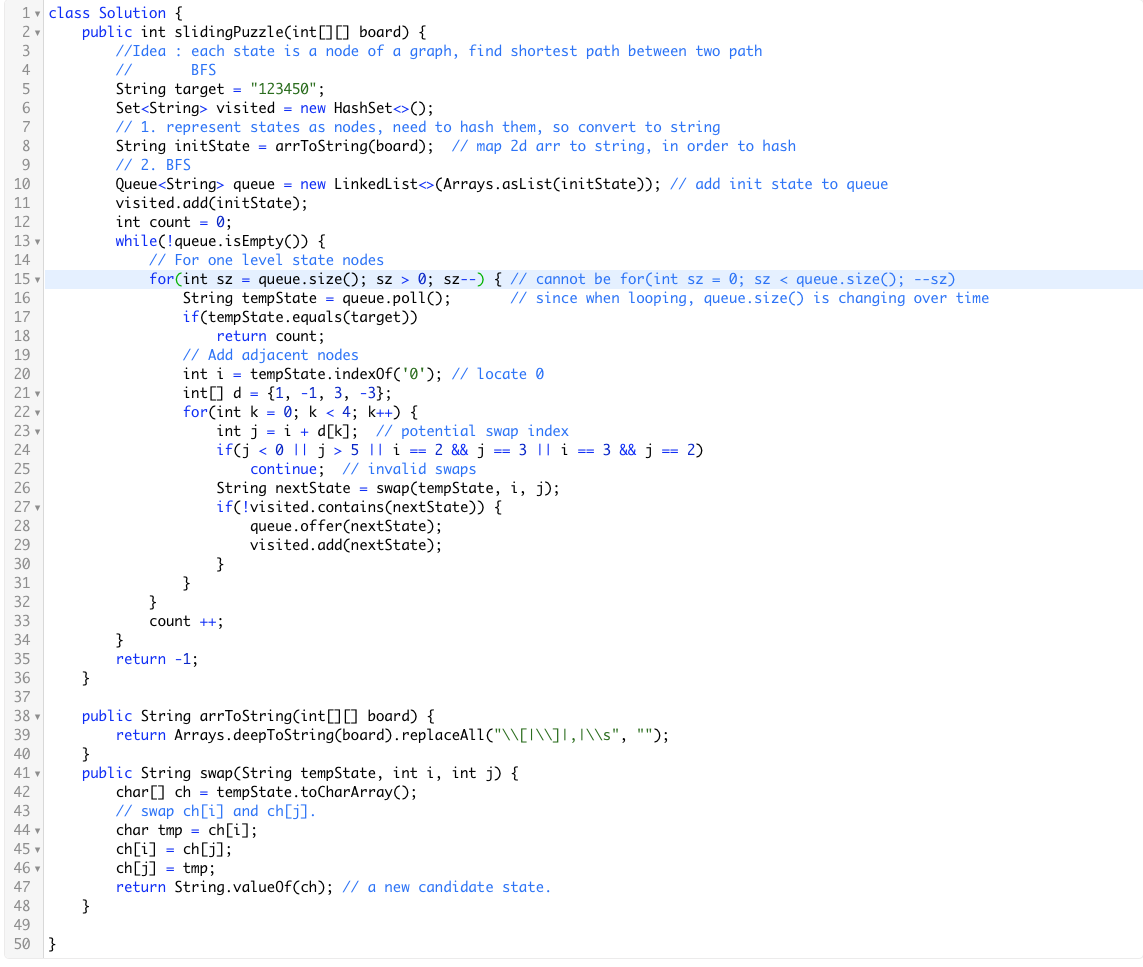 1 class Solution {
2     public int slidingPuzzle(int[][] board) {
3         //Idea : each state is a node of a graph, find shortest path between two path
4         //       BFS
5         String target = "123450";
6         Set<String> visited = new HashSet<>();
7         // 1. represent states as nodes, need to hash them, so convert to string
8         String initState = arrToString(board);  // map 2d arr to string, in order to hash
9         // 2. BFS
10         Queue<String> queue = new LinkedList<>(Arrays.asList(initState)); // add init state to queue
11         visited.add(initState);
12         int count = 0;
13         while(!queue.isEmpty()) {
14             // For one level state nodes
15             for(int sz = queue.size(); sz > 0; sz--) { // cannot be for(int sz = 0; sz < queue.size(); --sz)
16                 String tempState = queue.poll();       // since when looping, queue.size() is changing over time
17                 if(tempState.equals(target))
18                     return count;
19                 // Add adjacent nodes
20                 int i = tempState.indexOf('0'); // locate 0
21                 int[] d = {1, -1, 3, -3};
22                 for(int k = 0; k < 4; k++) {
23                     int j = i + d[k];  // potential swap index
24                     if(j < 0 || j > 5 || i == 2 && j == 3 || i == 3 && j == 2)
25                         continue;  // invalid swaps
26                     String nextState = swap(tempState, i, j);
27                     if(!visited.contains(nextState)) {
28                         queue.offer(nextState);
29                         visited.add(nextState);
30                     }
31                 }
32             }
33             count ++;
34         }
35         return -1;
36     }
37
38     public String arrToString(int[][] board) {
39         return Arrays.deepToString(board).replaceAll("\\[|\\]|,|\\s", "");
40     }
41     public String swap(String tempState, int i, int j) {
42         char[] ch = tempState.toCharArray();
43         // swap ch[i] and ch[j].
44         char tmp = ch[i];
45         ch[i] = ch[j];
46         ch[j] = tmp;
47         return String.valueOf(ch); // a new candidate state.
48     }
49
50 }